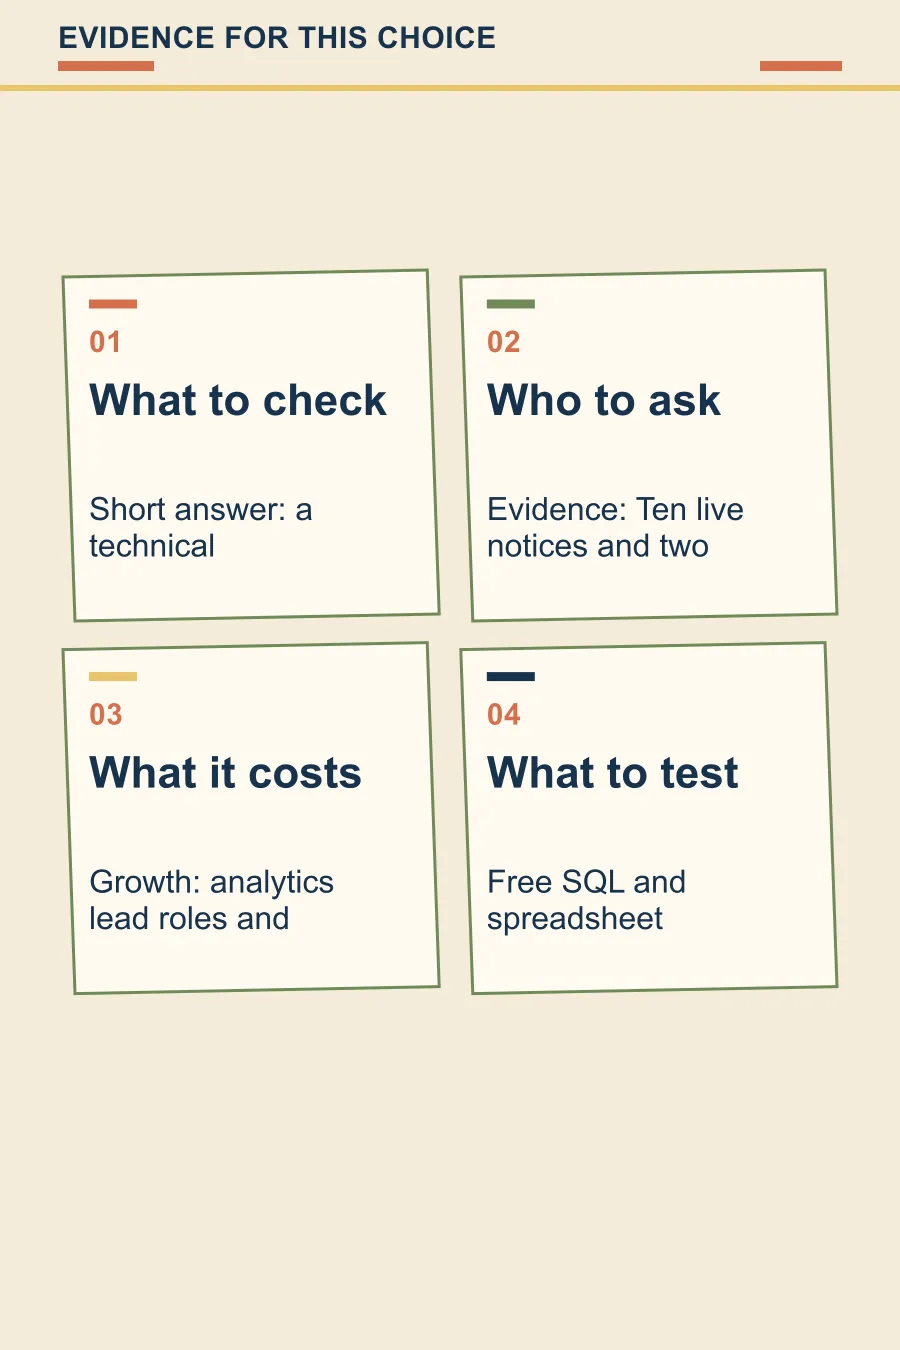 EVIDENCE FOR THIS CHOICE
01
What to check
Short answer: a
technical
02
Who to ask
Evidence: Ten live
notices and two
03
What it costs
Growth: analytics
lead roles and
04
What to test
Free SQL and
spreadsheet